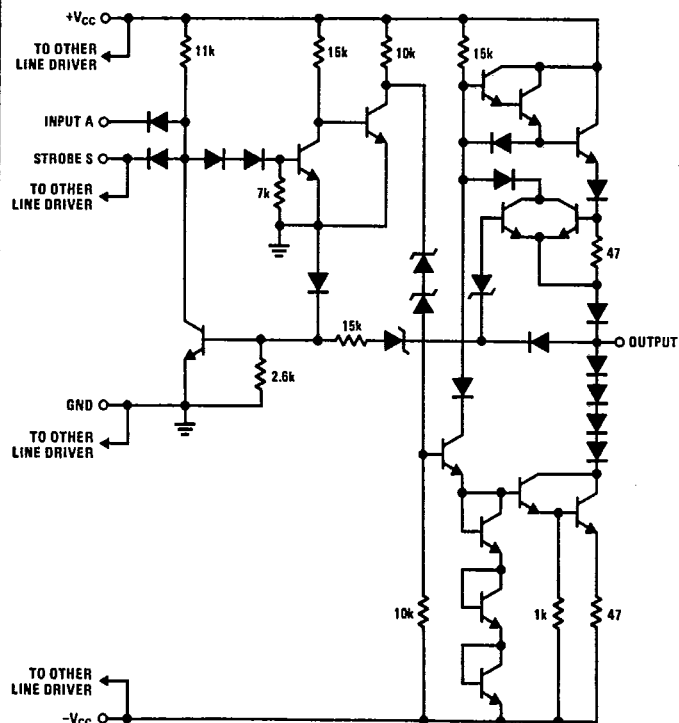 +VCC
TO OTHER
LINE DRIVER
11k
15k
10k
15k
INPUT A
STROBE S
TO OTHER
LINE DRIVER
7k
47
15k
OUTPUT
2.6k
GND
TO OTHER
LINE DRIVER
10k
1k
47
TO OTHER
LINE DRIVER
-VCC